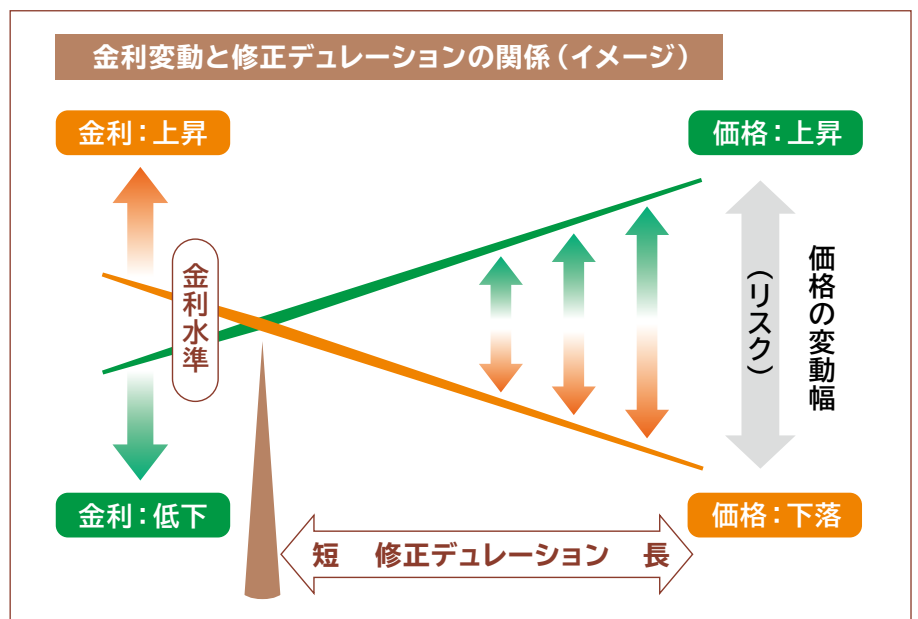 金利変動と修正デュレーションの関係（イメージ）
金利：上昇
価格：上昇
金利水準
（リスク）
価格の変動幅
金利：低下
価格：下落
短 修正デュレーション 長